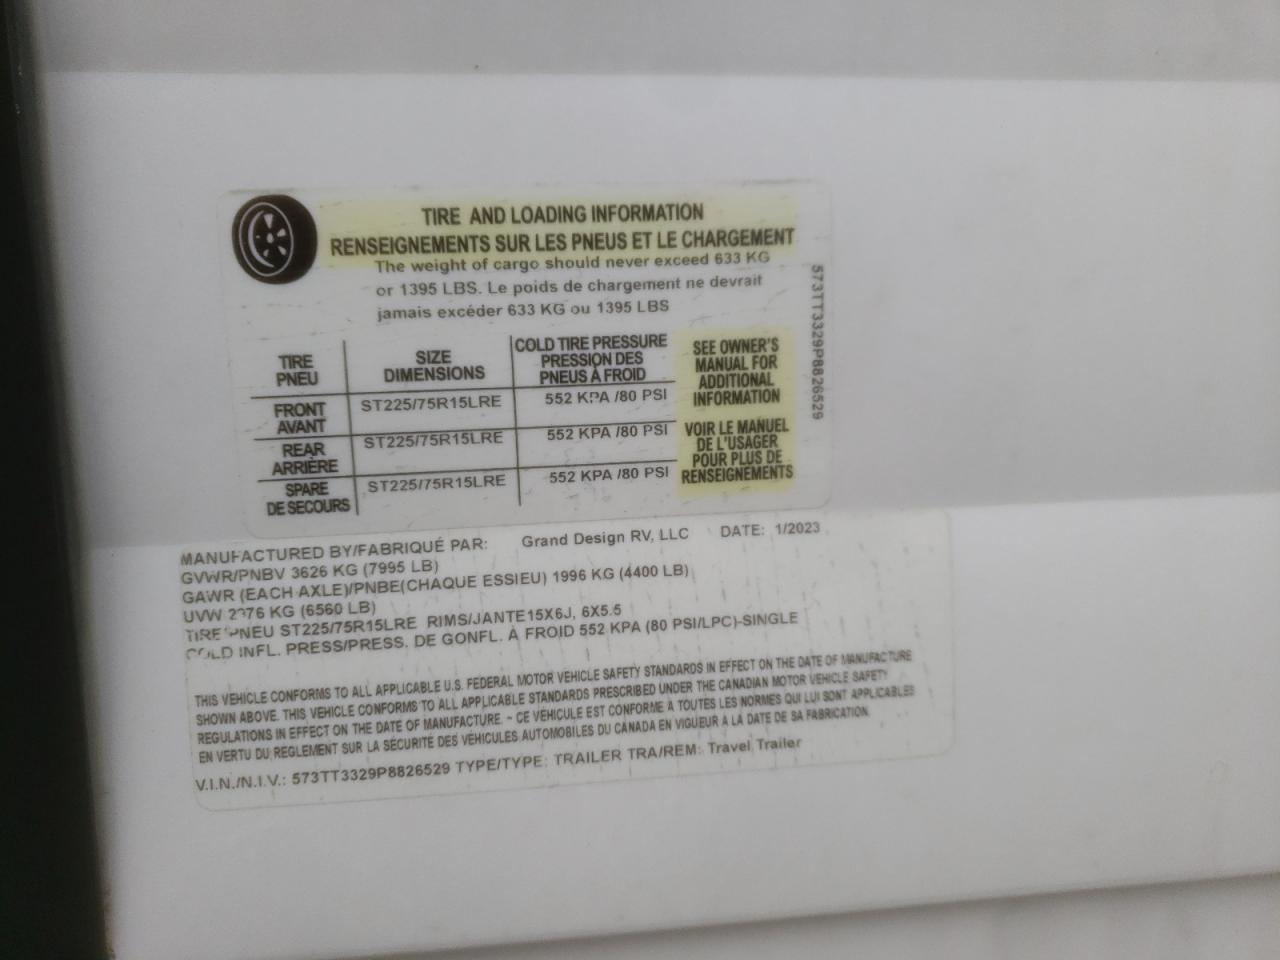 TIRE AND LOADING INFORMATION
RENSEIGNEMENTS SUR LES PNEUS ET LE CHARGEMENT
The weight of cargo should never exceed 633 KG
or 1395 LBS. Le poids de chargement ne devrait
jamais excéder 633 KG ou 1395 LBS
573TT3329P8826529
TIRE PNEU SIZE DIMENSIONS COLD TIRE PRESSURE PRESSION DES PNEUS À FROID
FRONT AVANT ST225/75R15LRE 552 KPA /80 PSI
REAR ARRIÈRE ST225/75R15LRE 552 KPA /80 PSI
SPARE DE SECOURS ST225/75R15LRE 552 KPA /80 PSI
SEE OWNER'S
MANUAL FOR
ADDITIONAL
INFORMATION
VOIR LE MANUEL
DE L'USAGER
POUR PLUS DE
RENSEIGNEMENTS
MANUFACTURED BY/FABRIQUÉ PAR: Grand Design RV, LLC DATE: 1/2023
GVWR/PNBV 3626 KG (7995 LB)
GAWR (EACH AXLE)/PNBE(CHAQUE ESSIEU) 1996 KG (4400 LB)
UVW KG (6560 LB)
TIRE/PNEU ST225/75R15LRE RIMS/JANTE15X6J, 6X5.5
COLD INFL. PRESS/PRESS. DE GONFL. À FROID 552 KPA (80 PSI/LPC)-SINGLE
THIS VEHICLE CONFORMS TO ALL APPLICABLE U.S. FEDERAL MOTOR VEHICLE SAFETY STANDARDS IN EFFECT ON THE DATE OF MANUFACTURE
SHOWN ABOVE. THIS VEHICLE CONFORMS TO ALL APPLICABLE STANDARDS PRESCRIBED UNDER THE CANADIAN MOTOR VEHICLE SAFETY
REGULATIONS IN EFFECT ON THE DATE OF MANUFACTURE. - CE VÉHICULE EST CONFORME À TOUTES LES NORMES QUI LUI SONT APPLICABLES
EN VERTU DU RÈGLEMENT SUR LA SÉCURITÉ DES VÉHICULES AUTOMOBILES DU CANADA EN VIGUEUR À LA DATE DE SA FABRICATION.
V.I.N./N.I.V.: 573TT3329P8826529 TYPE/TYPE: TRAILER TRA/REM: Travel Trailer